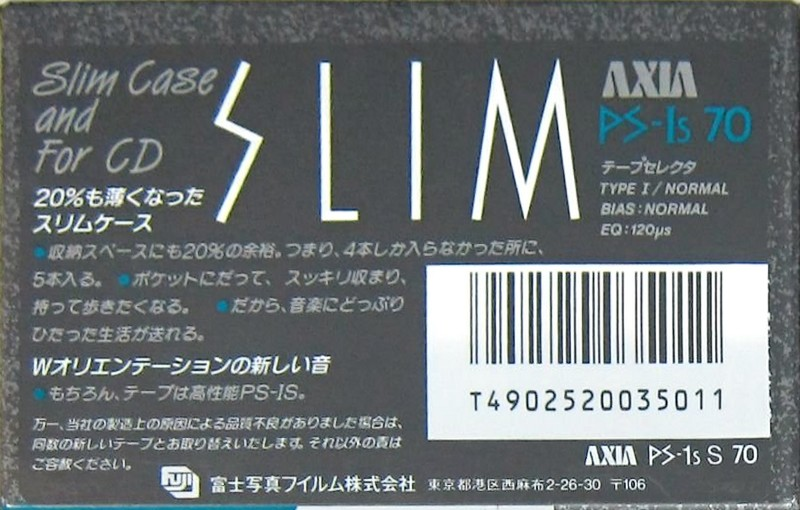 Slim Case
and
For CD
SLIM
AXIA
PS-Is 70
テープセレクタ
TYPE I / NORMAL
BIAS : NORMAL
EQ : 120μs
20%も薄くなった
スリムケース
●収納スペースにも20%の余裕。つまり、4本しか入らなかった所に、
5本入る。 ●ポケットにだって、スッキリ収まり、
持って歩きたくなる。 ●だから、音楽にどっぷり
ひたった生活が送れる。
Wオリエンテーションの新しい音
●もちろん、テープは高性能PS-IS。
万一、当社の製造上の原因による品質不良がありました場合は、
同数の新しいテープとお取り替えいたします。それ以外の責は
ご容赦ください。
T4902520035011
AXIA PS-1s S 70
FUJI 富士写真フイルム株式会社 東京都港区西麻布2-26-30 〒106